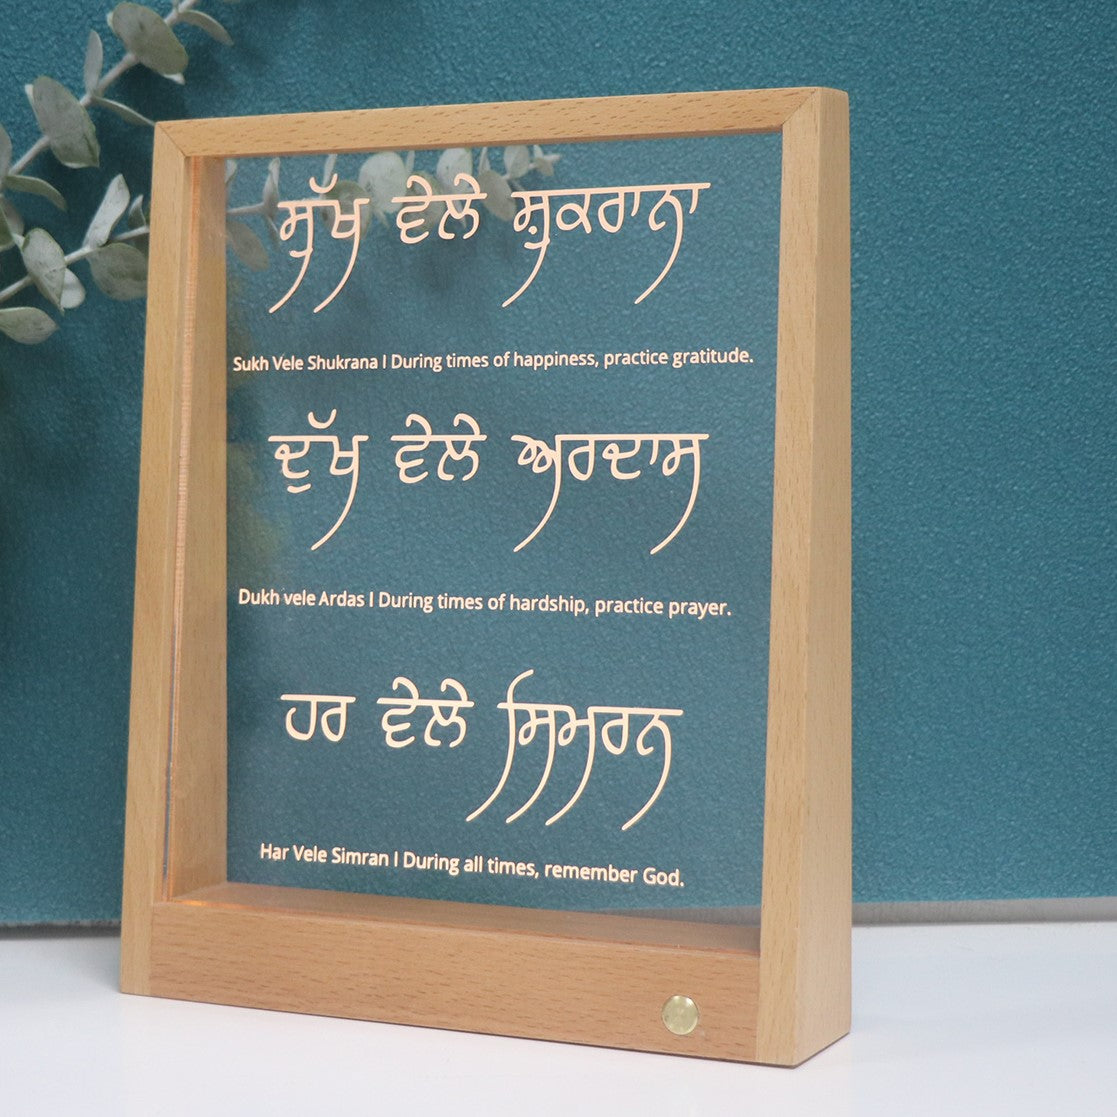 ਸੁੱਖ ਵੇਲੇ ਸ਼ੁਕਰਾਨਾ
Sukh Vele Shukrana I During times of happiness, practice gratitude.
ਦੁੱਖ ਵੇਲੇ ਅਰਦਾਸ
Dukh vele Ardas I During times of hardship, practice prayer.
ਹਰ ਵੇਲੇ ਸਿਮਰਨ
Har Vele Simran I During all times, remember God.